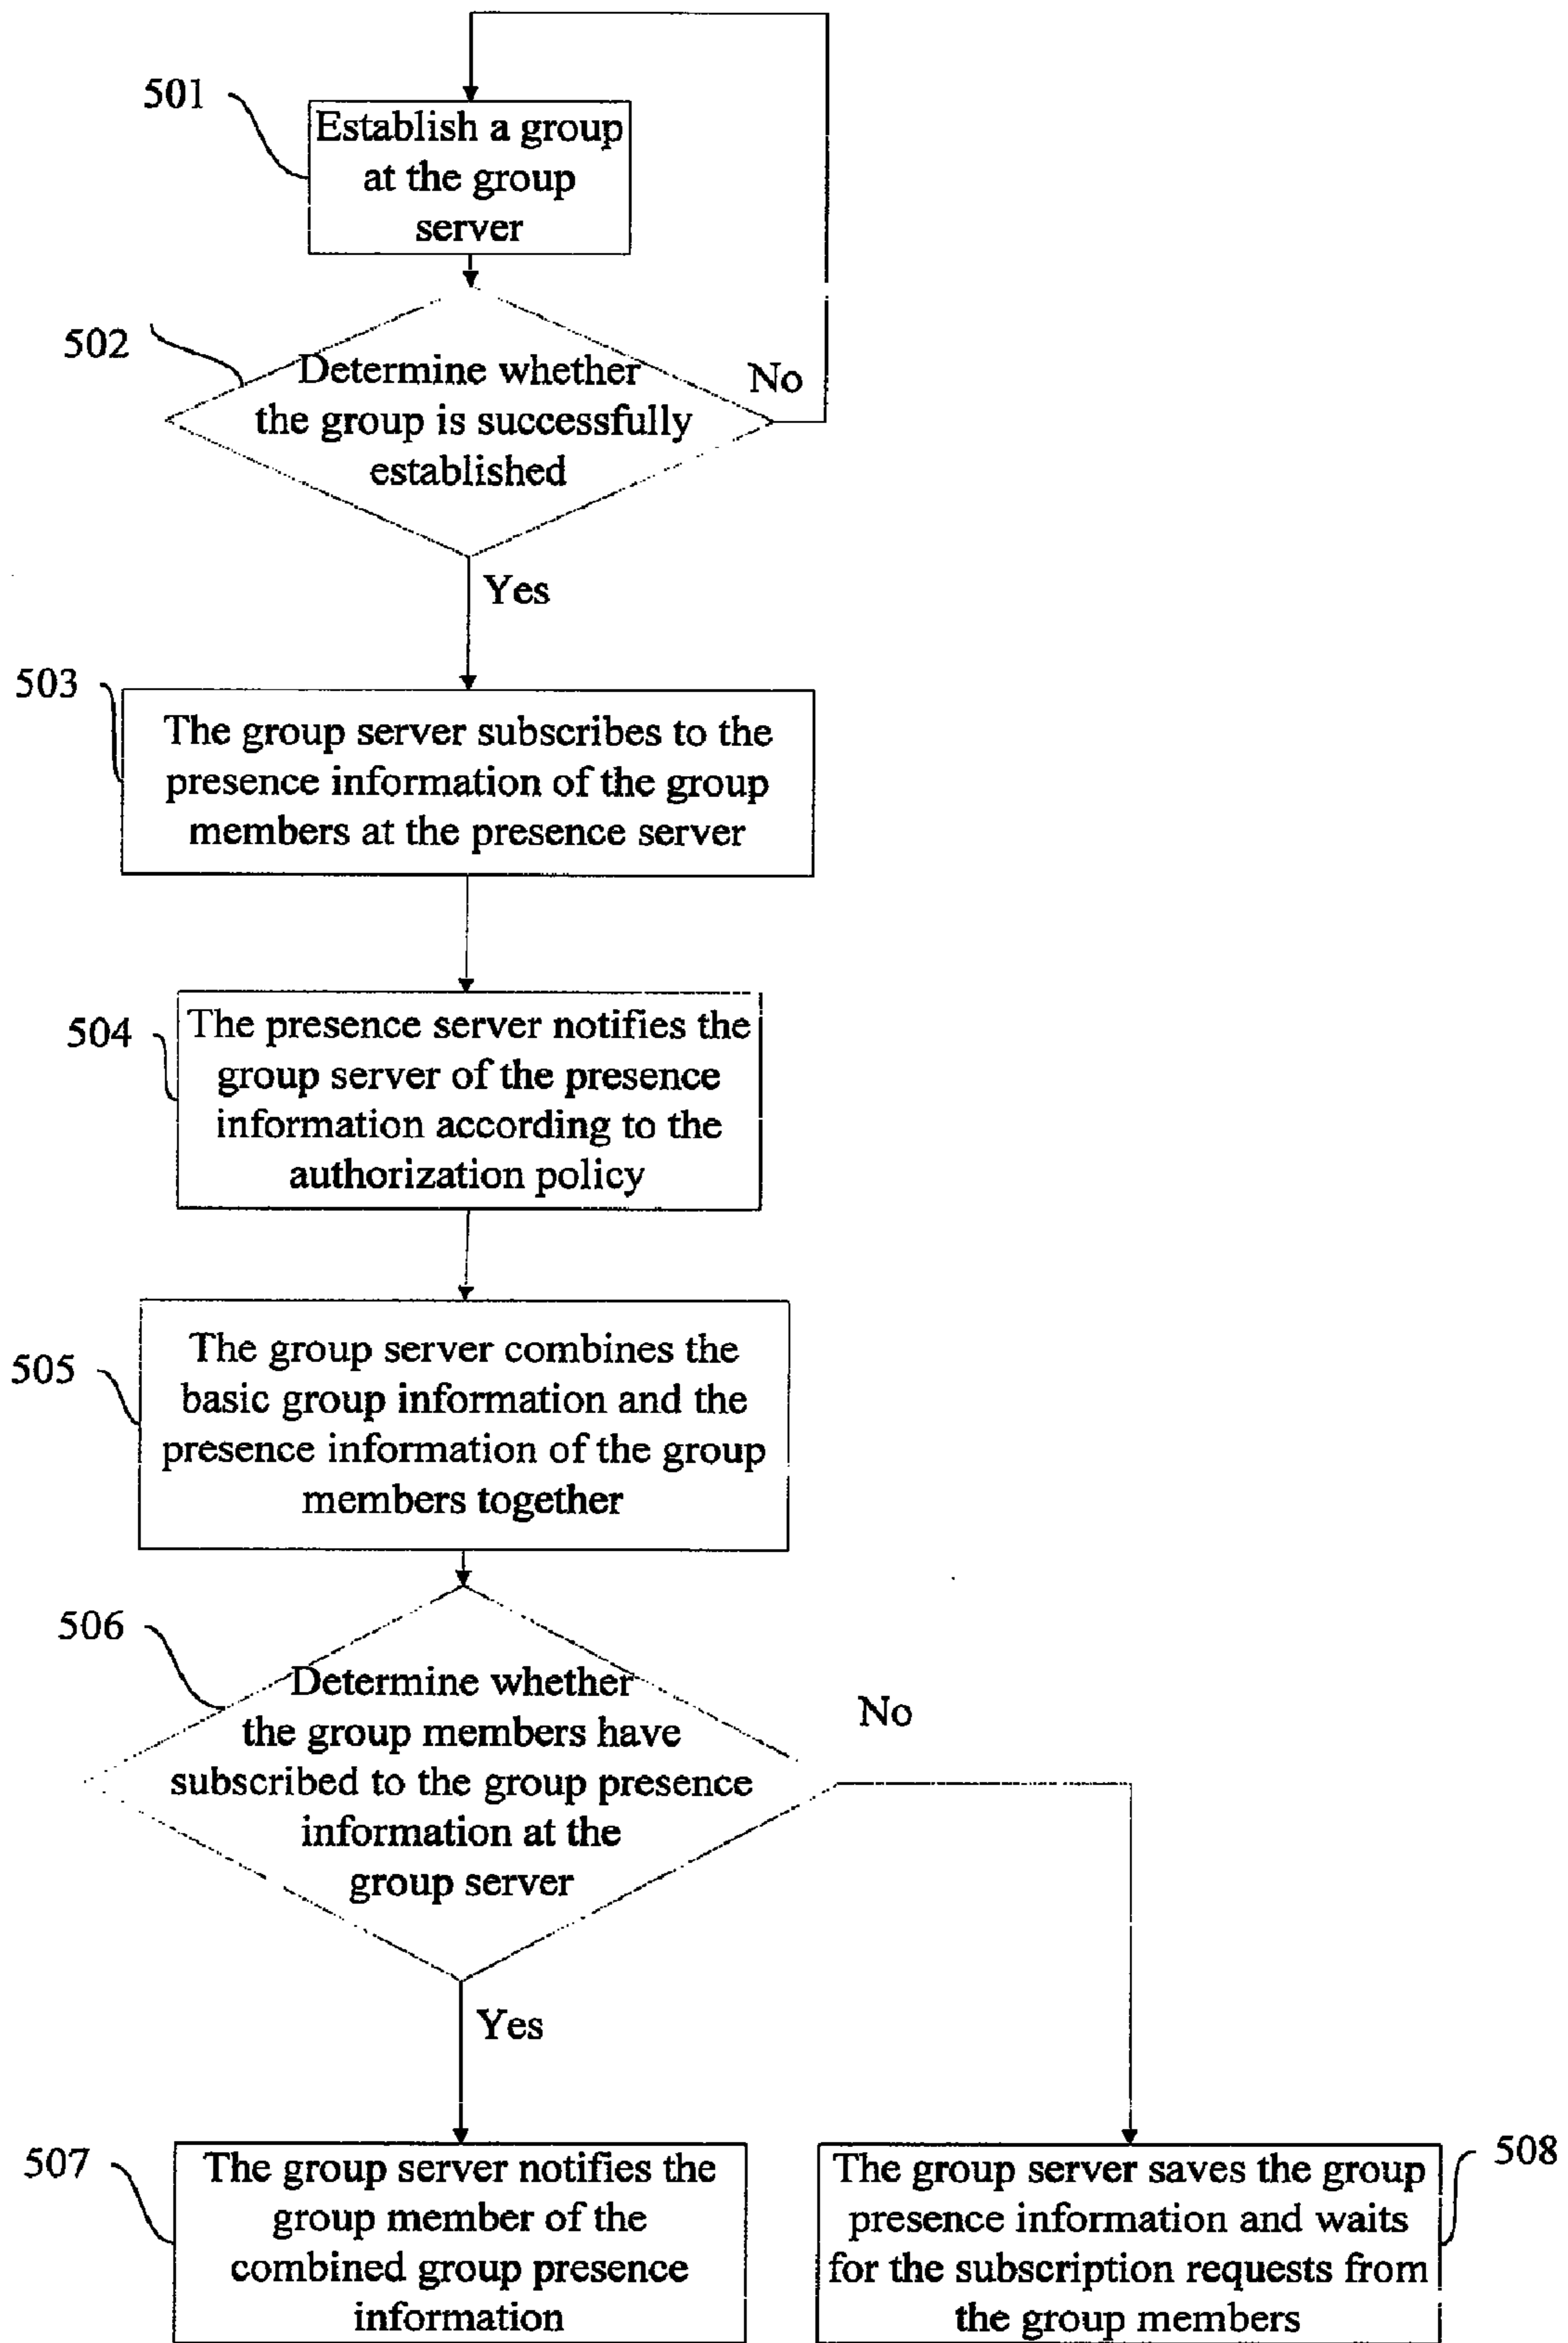 501
Establish a group
at the group
server
502
Determine whether
the group is successfully
established
No
Yes
503
The group server subscribes to the
presence information of the group
members at the presence server
504
The presence server notifies the
group server of the presence
information according to the
authorization policy
505
The group server combines the
basic group information and the
presence information of the group
members together
506
Determine whether
the group members have
subscribed to the group presence
information at the
group server
No
Yes
507
The group server notifies the
group member of the
combined group presence
information
508
The group server saves the group
presence information and waits
for the subscription requests from
the group members